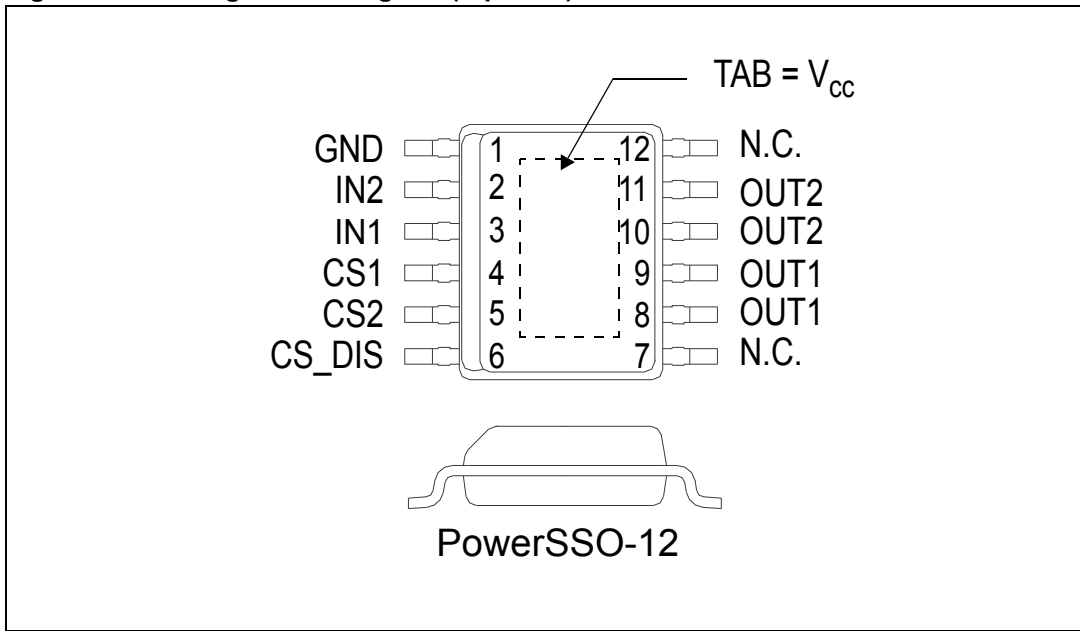 TAB = Vcc
GND 1 12 N.C.
IN2 2 11 OUT2
IN1 3 10 OUT2
CS1 4 9 OUT1
CS2 5 8 OUT1
CS_DIS 6 7 N.C.
PowerSSO-12